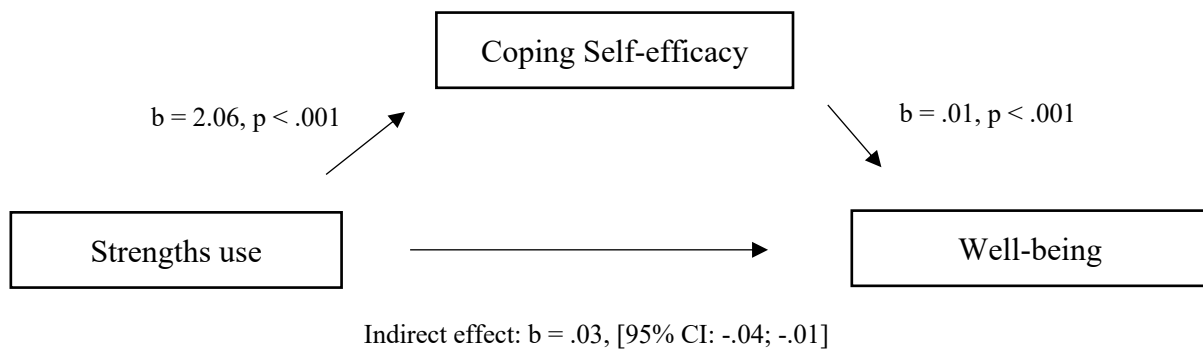 Coping Self-efficacy
b = 2.06, p < .001
b = .01, p < .001
Strengths use
Well-being
Indirect effect: b = .03, [95% CI: -.04; -.01]